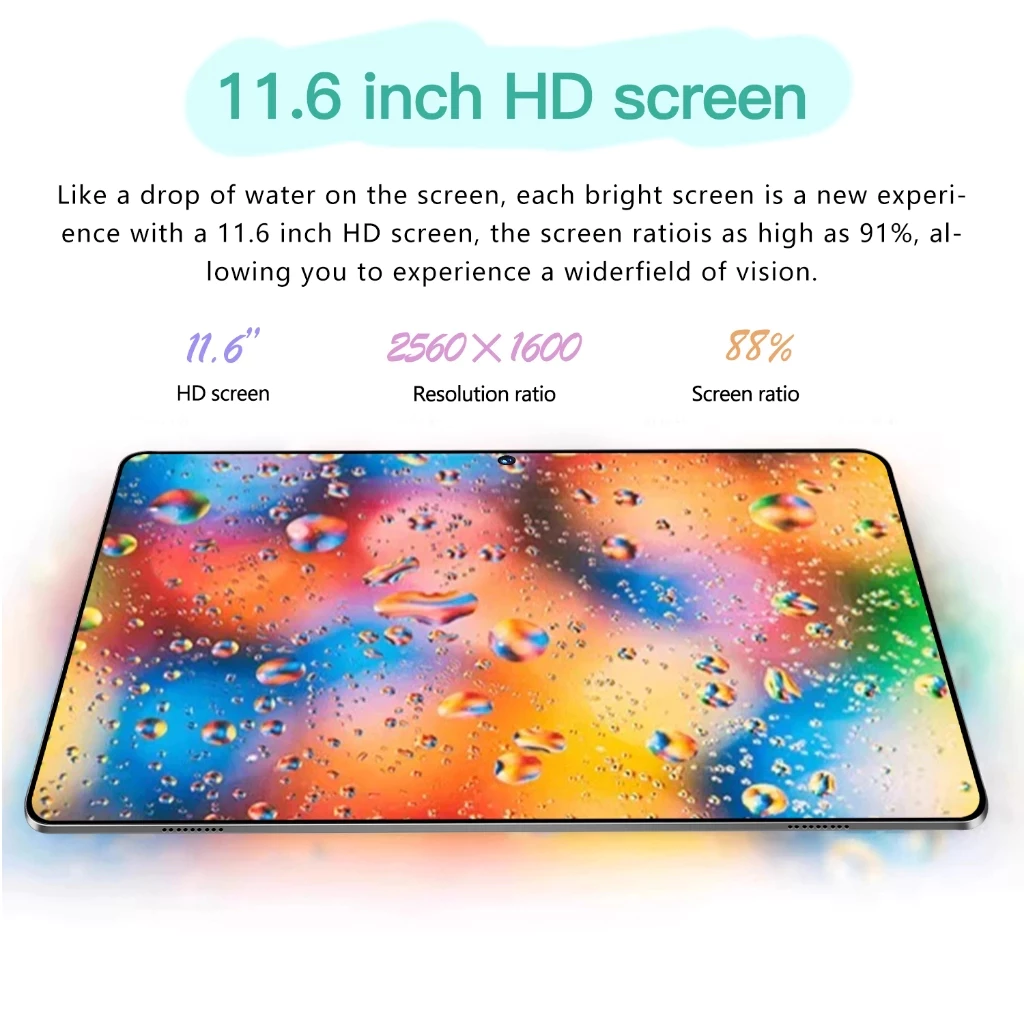 11.6 inch HD screen
Like a drop of water on the screen, each bright screen is a new experi-
ence with a 11.6 inch HD screen, the screen ratiois as high as 91%, al-
lowing you to experience a widerfield of vision.
11.6” 2560×1600 88%
HD screen Resolution ratio Screen ratio